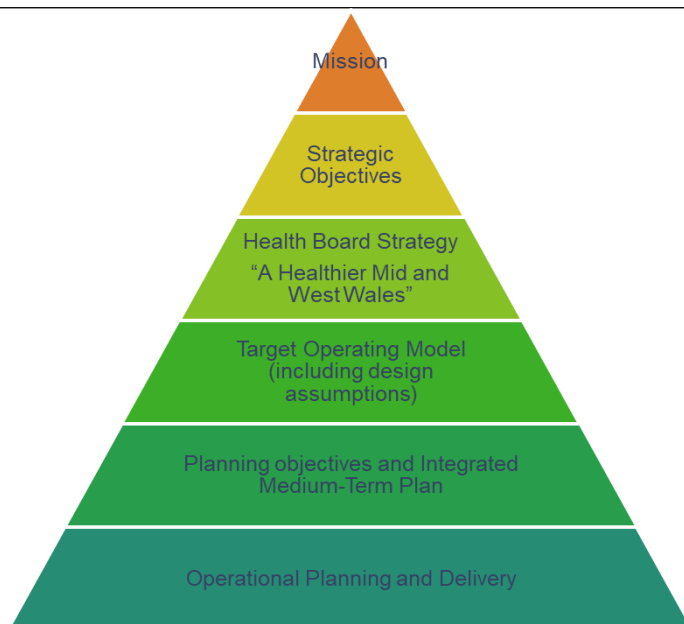 Mission
Strategic
Objectives
Health Board Strategy
“A Healthier Mid and
West Wales”
Target Operating Model
(including design
assumptions)
Planning objectives and Integrated
Medium-Term Plan
Operational Planning and Delivery